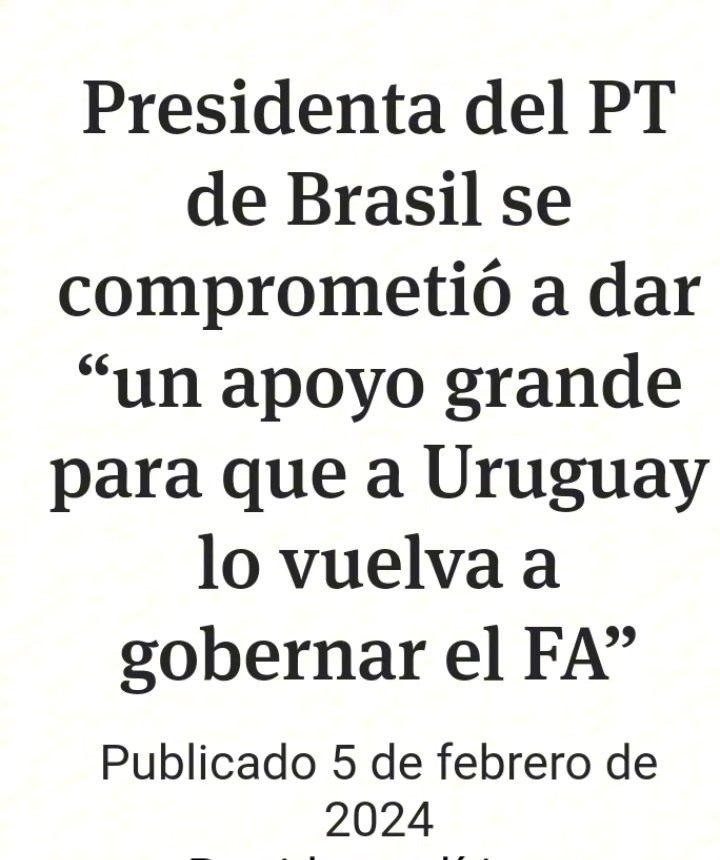 Presidenta del PT
de Brasil se
comprometió a dar
“un apoyo grande
para que a Uruguay
lo vuelva a
gobernar el FA”
Publicado 5 de febrero de
2024